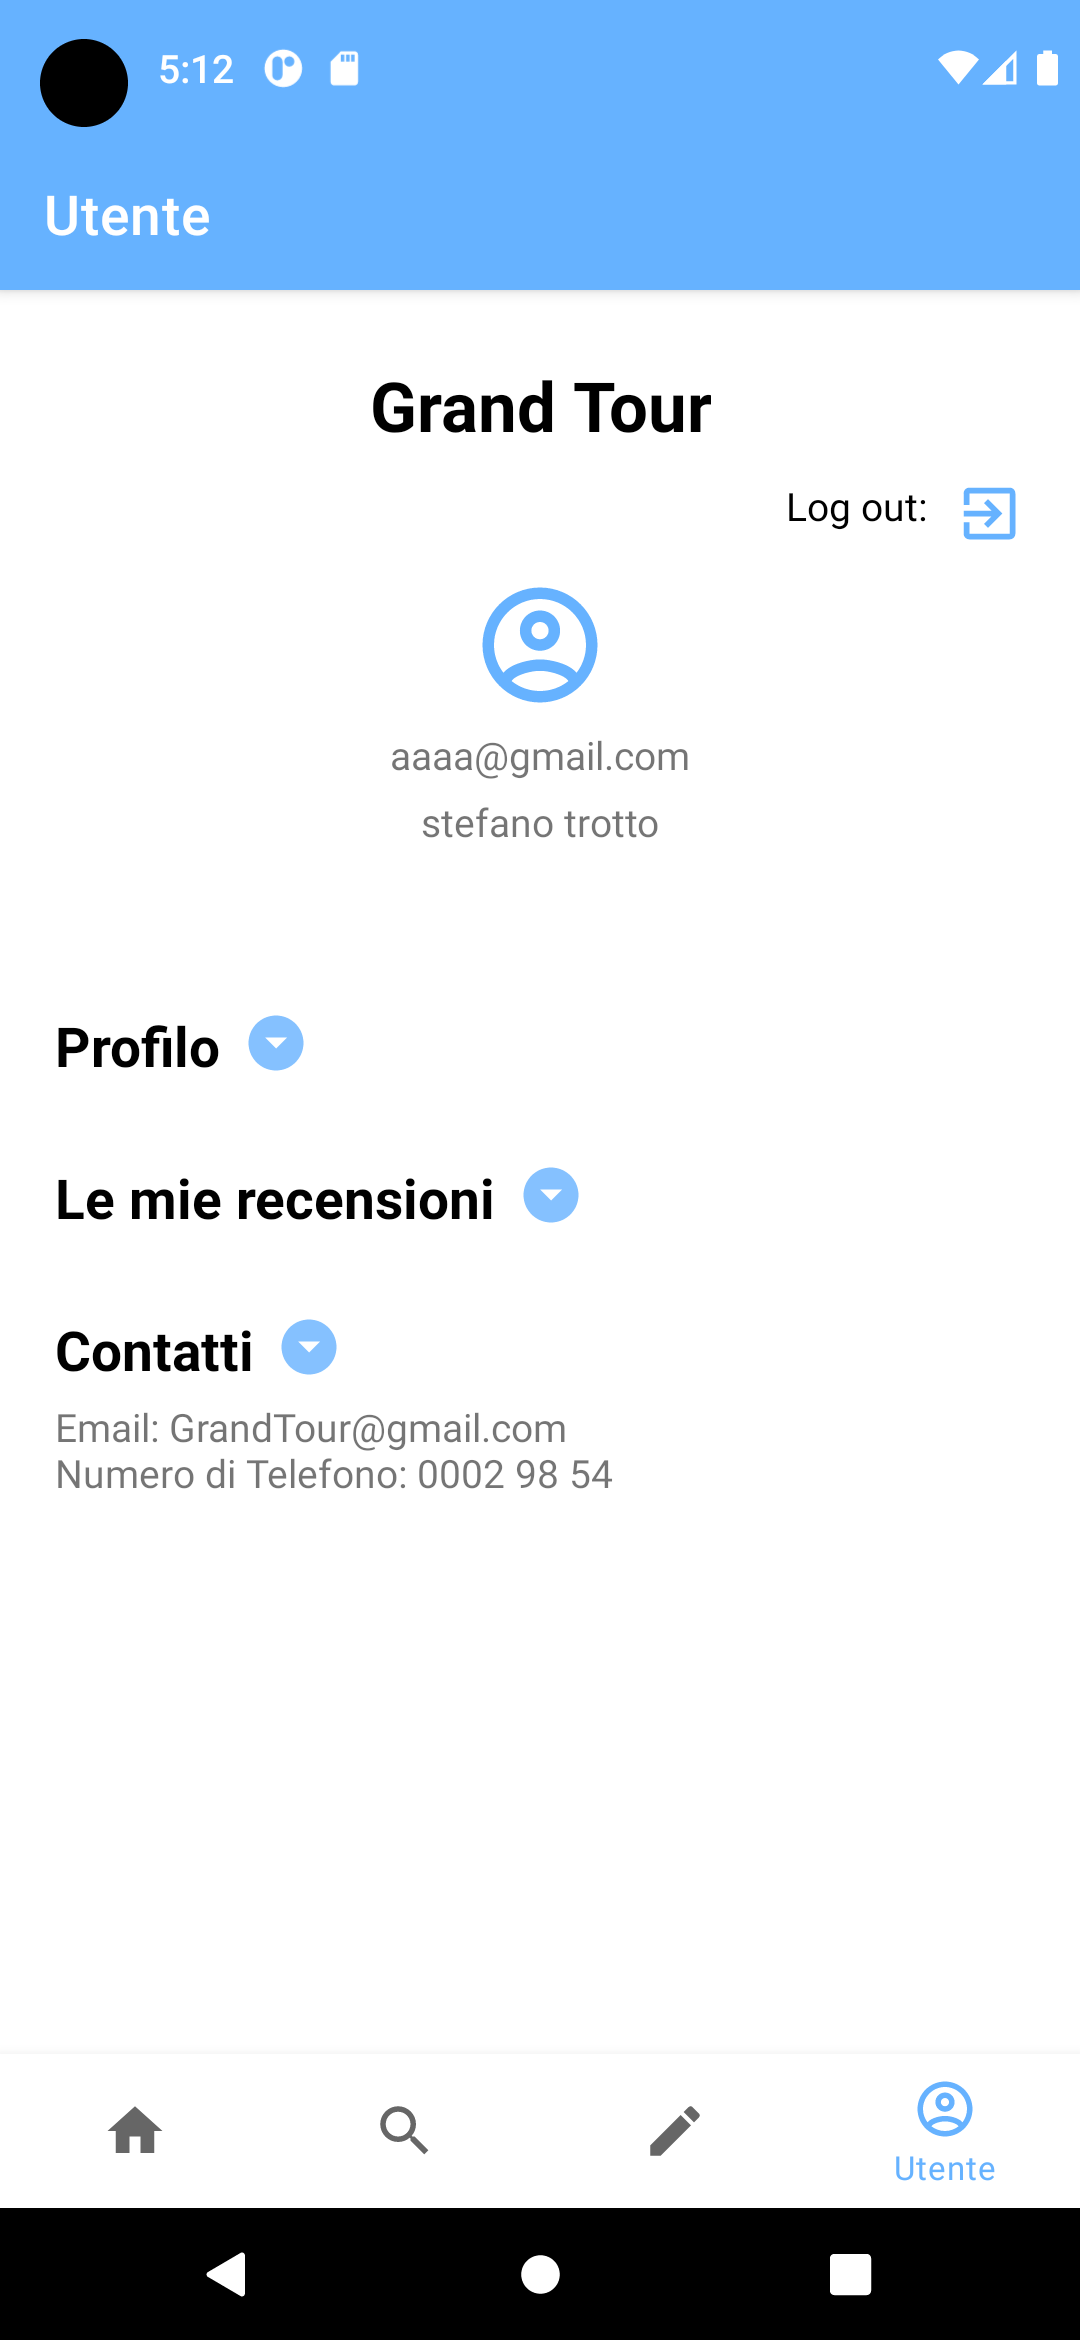 5:12
Utente
Grand Tour
Log out:
aaaa@gmail.com
stefano trotto
Profilo
Le mie recensioni
Contatti
Email: GrandTour@gmail.com
Numero di Telefono: 0002 98 54
Utente